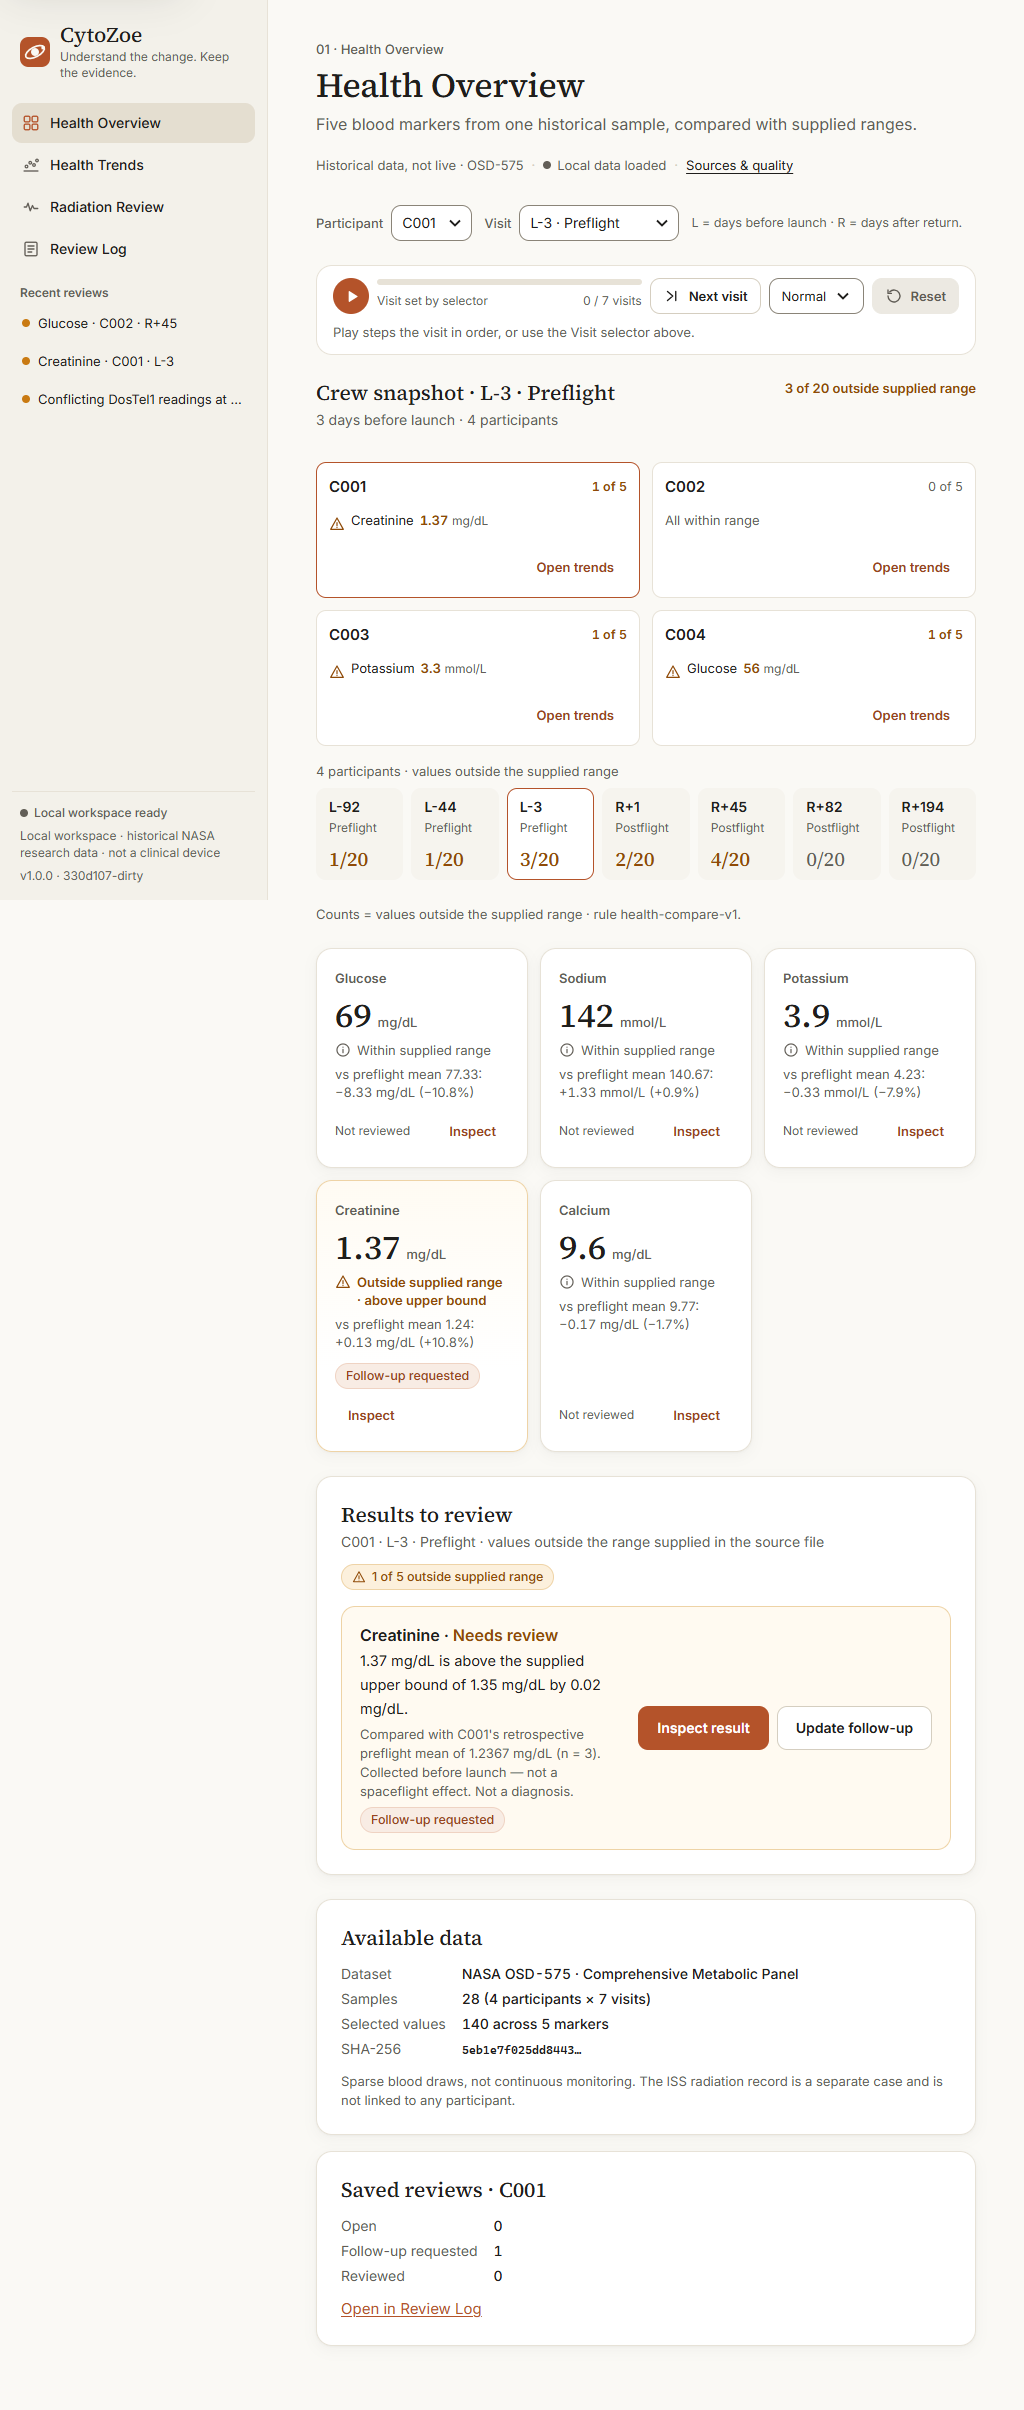 CytoZoe
Understand the change. Keep
the evidence.
Health Overview
Health Trends
Radiation Review
Review Log
Recent reviews
Glucose · C002 · R+45
Creatinine · C001 · L-3
Conflicting DosTel1 readings at ...
Local workspace ready
Local workspace · historical NASA
research data · not a clinical device
v1.0.0 · 330d107-dirty
01 · Health Overview
Health Overview
Five blood markers from one historical sample, compared with supplied ranges.
Historical data, not live · OSD-575 · Local data loaded · Sources & quality
Participant C001 Visit L-3 · Preflight L = days before launch · R = days after return.
Visit set by selector 0 / 7 visits Next visit Normal Reset
Play steps the visit in order, or use the Visit selector above.
Crew snapshot · L-3 · Preflight 3 of 20 outside supplied range
3 days before launch · 4 participants
C001 1 of 5
Creatinine 1.37 mg/dL
Open trends
C002 0 of 5
All within range
Open trends
C003 1 of 5
Potassium 3.3 mmol/L
Open trends
C004 1 of 5
Glucose 56 mg/dL
Open trends
4 participants · values outside the supplied range
L-92 L-44 L-3 R+1 R+45 R+82 R+194
Preflight Preflight Preflight Postflight Postflight Postflight Postflight
1/20 1/20 3/20 2/20 4/20 0/20 0/20
Counts = values outside the supplied range · rule health-compare-v1.
Glucose
69 mg/dL
Within supplied range
vs preflight mean 77.33:
−8.33 mg/dL (−10.8%)
Not reviewed Inspect
Sodium
142 mmol/L
Within supplied range
vs preflight mean 140.67:
+1.33 mmol/L (+0.9%)
Not reviewed Inspect
Potassium
3.9 mmol/L
Within supplied range
vs preflight mean 4.23:
−0.33 mmol/L (−7.9%)
Not reviewed Inspect
Creatinine
1.37 mg/dL
Outside supplied range
· above upper bound
vs preflight mean 1.24:
+0.13 mg/dL (+10.8%)
Follow-up requested
Inspect
Calcium
9.6 mg/dL
Within supplied range
vs preflight mean 9.77:
−0.17 mg/dL (−1.7%)
Not reviewed Inspect
Results to review
C001 · L-3 · Preflight · values outside the range supplied in the source file
1 of 5 outside supplied range
Creatinine · Needs review
1.37 mg/dL is above the supplied
upper bound of 1.35 mg/dL by 0.02
mg/dL.
Compared with C001's retrospective
preflight mean of 1.2367 mg/dL (n = 3).
Collected before launch — not a
spaceflight effect. Not a diagnosis.
Follow-up requested
Inspect result Update follow-up
Available data
Dataset NASA OSD-575 · Comprehensive Metabolic Panel
Samples 28 (4 participants × 7 visits)
Selected values 140 across 5 markers
SHA-256 5eb1e7f025dd8443…
Sparse blood draws, not continuous monitoring. The ISS radiation record is a separate case and is
not linked to any participant.
Saved reviews · C001
Open 0
Follow-up requested 1
Reviewed 0
Open in Review Log